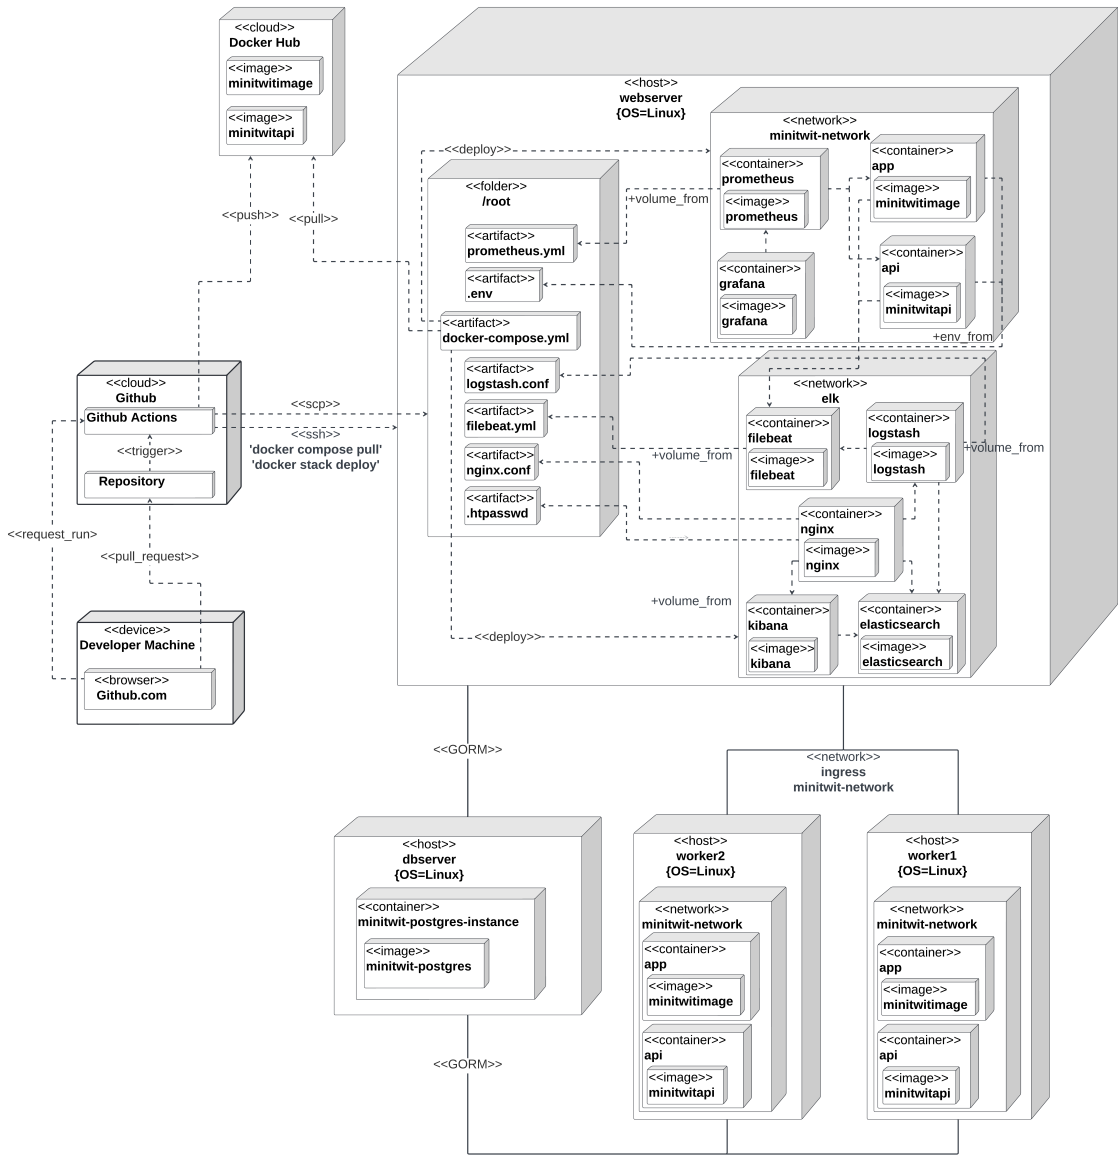 <<cloud>>
Docker Hub
<<image>>
minitwitimage
<<image>>
minitwitapi
<<push>>
<<pull>>
<<cloud>>
Github
Github Actions
<<trigger>>
Repository
<<request_run>>
<<pull_request>>
<<device>>
Developer Machine
<<browser>>
Github.com
<<scp>>
<<ssh>>
'docker compose pull'
'docker stack deploy'
<<host>>
webserver
{OS=Linux}
<<deploy>>
<<folder>>
/root
<<artifact>>
prometheus.yml
<<artifact>>
.env
<<artifact>>
docker-compose.yml
<<artifact>>
logstash.conf
<<artifact>>
filebeat.yml
<<artifact>>
nginx.conf
<<artifact>>
.htpasswd
<<deploy>>
+volume_from
<<network>>
minitwit-network
<<container>>
prometheus
<<image>>
prometheus
<<container>>
grafana
<<image>>
grafana
<<container>>
app
<<image>>
minitwitimage
<<container>>
api
<<image>>
minitwitapi
+env_from
<<network>>
elk
<<container>>
filebeat
<<image>>
filebeat
<<container>>
logstash
<<image>>
logstash
+volume_from
+volume_from
<<container>>
nginx
<<image>>
nginx
+volume_from
<<container>>
kibana
<<image>>
kibana
<<container>>
elasticsearch
<<image>>
elasticsearch
<<GORM>>
<<network>>
ingress
minitwit-network
<<host>>
dbserver
{OS=Linux}
<<container>>
minitwit-postgres-instance
<<image>>
minitwit-postgres
<<GORM>>
<<host>>
worker2
{OS=Linux}
<<network>>
minitwit-network
<<container>>
app
<<image>>
minitwitimage
<<container>>
api
<<image>>
minitwitapi
<<host>>
worker1
{OS=Linux}
<<network>>
minitwit-network
<<container>>
app
<<image>>
minitwitimage
<<container>>
api
<<image>>
minitwitapi